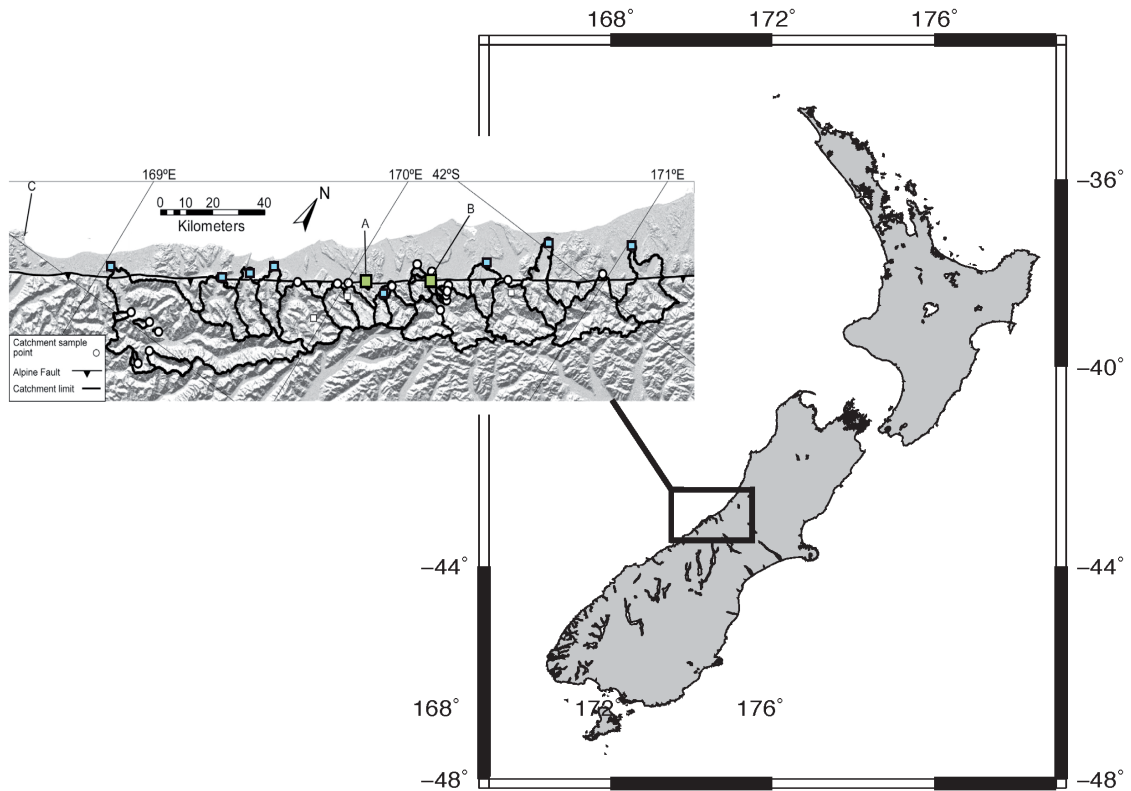 168° 172° 176°
169ºE 170ºE 42ºS 171ºE
C
N
0 10 20 40
Kilometers
A
B
–36°
Catchment sample
point
Alpine Fault
Catchment limit
–40°
–44° –44°
168° 172° 176°
–48° –48°